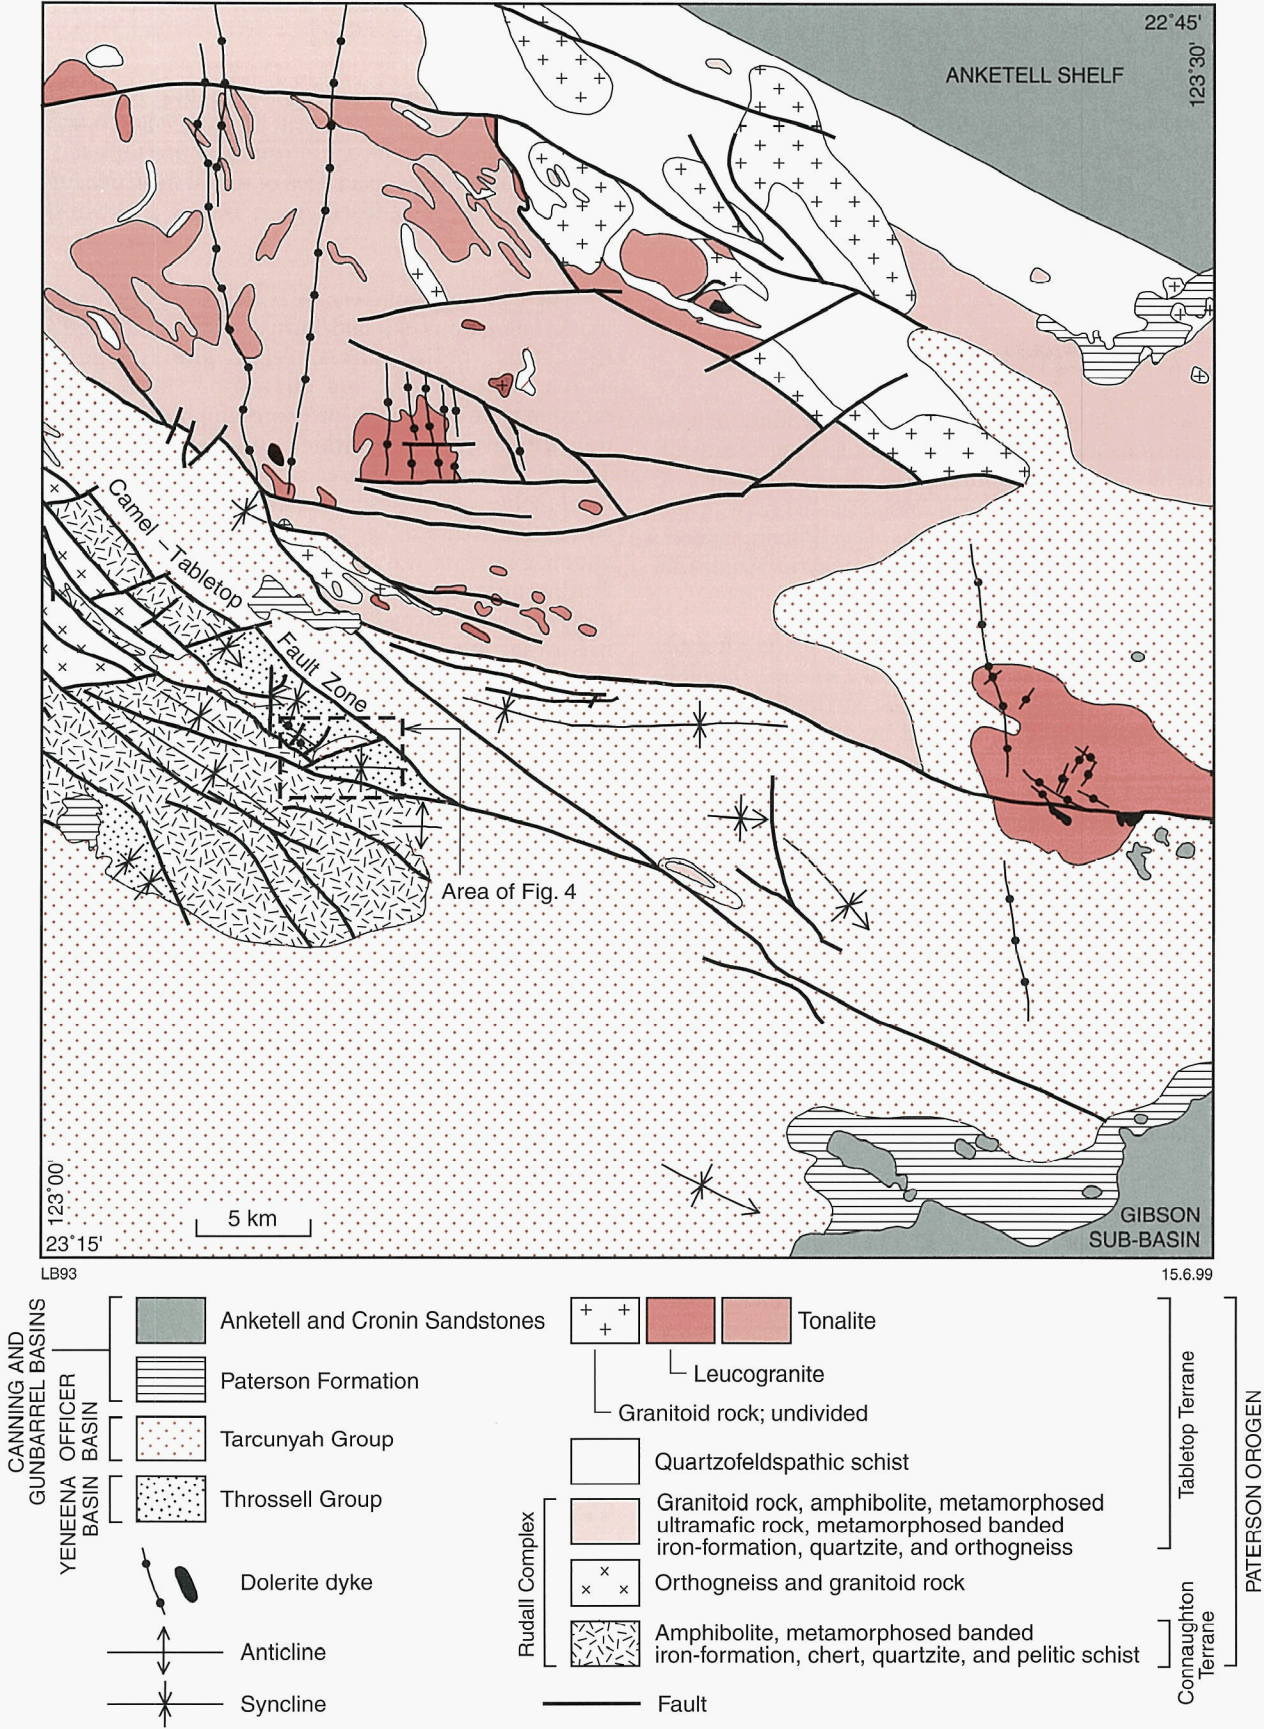 22°45'
123°30'
ANKETELL SHELF
Camel – Tabletop
Fault Zone
Area of Fig. 4
123°00'
5 km
23°15'
GIBSON
SUB-BASIN
LB93
15.6.99
CANNING AND
GUNBARREL BASINS
OFFICER
BASIN
YENEENA
BASIN
Anketell and Cronin Sandstones
Paterson Formation
Tarcunyah Group
Throssell Group
Dolerite dyke
Anticline
Syncline
Tonalite
Leucogranite
Granitoid rock; undivided
Quartzofeldspathic schist
Rudall Complex
Granitoid rock, amphibolite, metamorphosed
ultramafic rock, metamorphosed banded
iron-formation, quartzite, and orthogneiss
Orthogneiss and granitoid rock
Amphibolite, metamorphosed banded
iron-formation, chert, quartzite, and pelitic schist
Fault
Tabletop Terrane
Connaughton
Terrane
PATERSON OROGEN